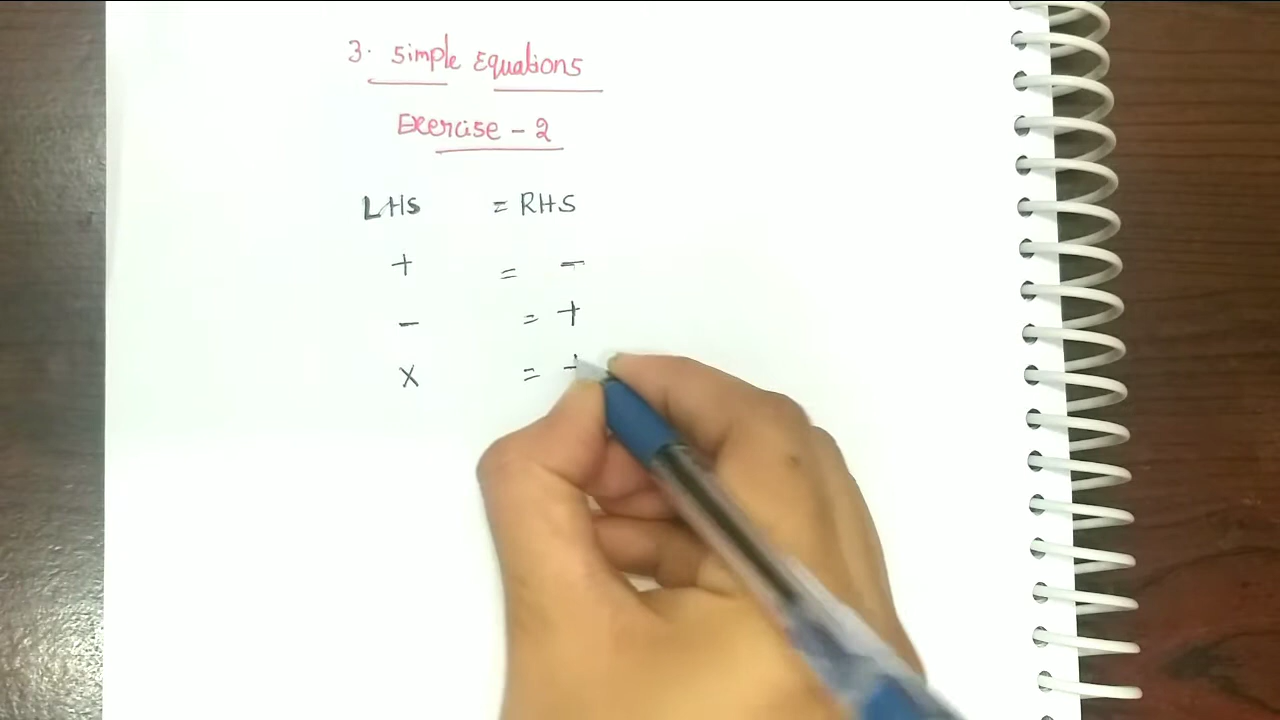 3. Simple Equations
Exercise - 2
LHS = RHS
+ = -
- = +
x =